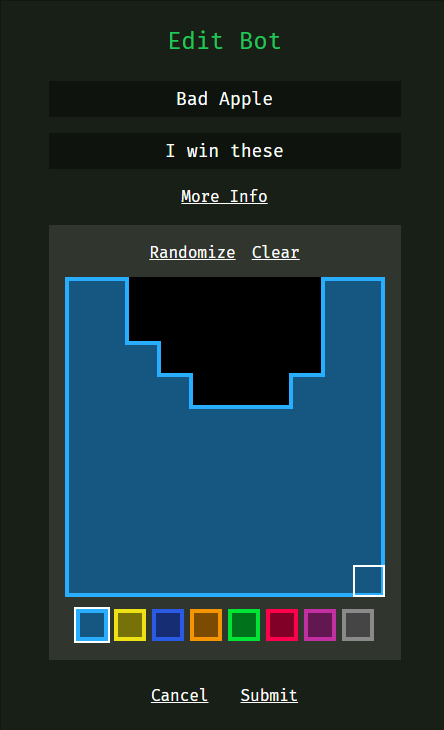 Edit Bot
Bad Apple
I win these
More Info
Randomize Clear
Cancel Submit